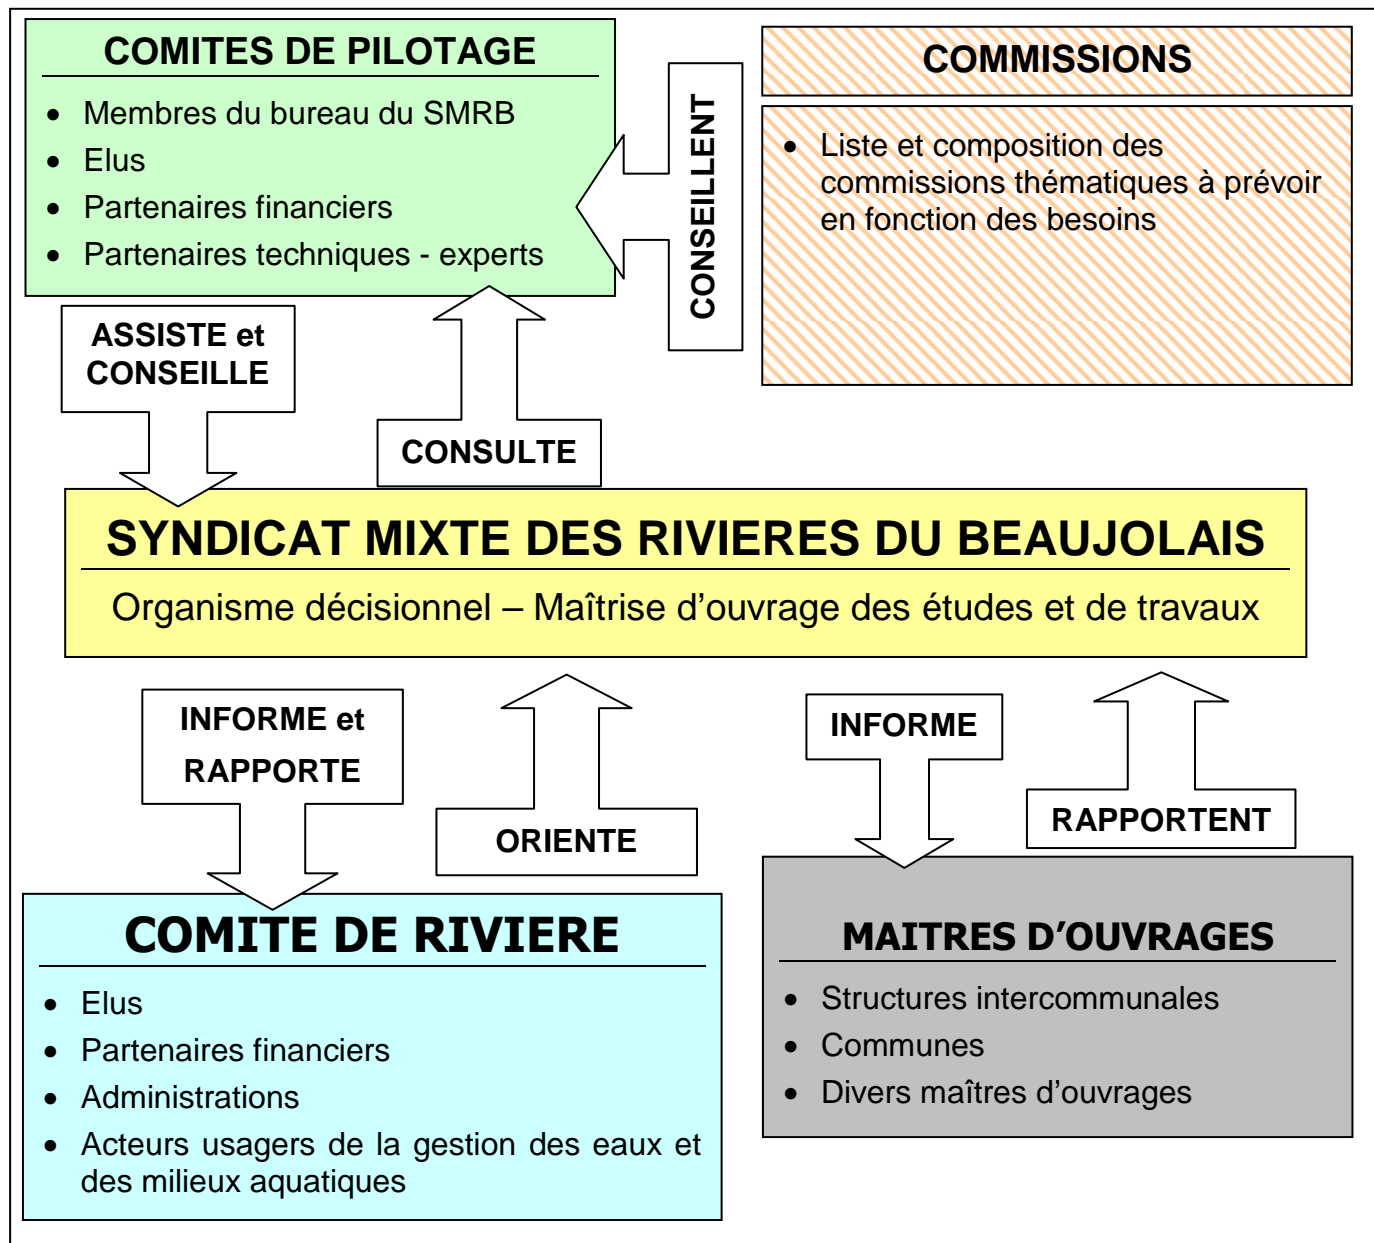 COMITES DE PILOTAGE
• Membres du bureau du SMRB
• Elus
• Partenaires financiers
• Partenaires techniques - experts
CONSEILLENT
COMMISSIONS
• Liste et composition des
commissions thématiques à prévoir
en fonction des besoins
ASSISTE et
CONSEILLE
CONSULTE
SYNDICAT MIXTE DES RIVIERES DU BEAUJOLAIS
Organisme décisionnel – Maîtrise d'ouvrage des études et de travaux
INFORME et
RAPPORTE
ORIENTE
INFORME
RAPPORTENT
COMITE DE RIVIERE
• Elus
• Partenaires financiers
• Administrations
• Acteurs usagers de la gestion des eaux et
des milieux aquatiques
MAITRES D'OUVRAGES
• Structures intercommunales
• Communes
• Divers maîtres d'ouvrages